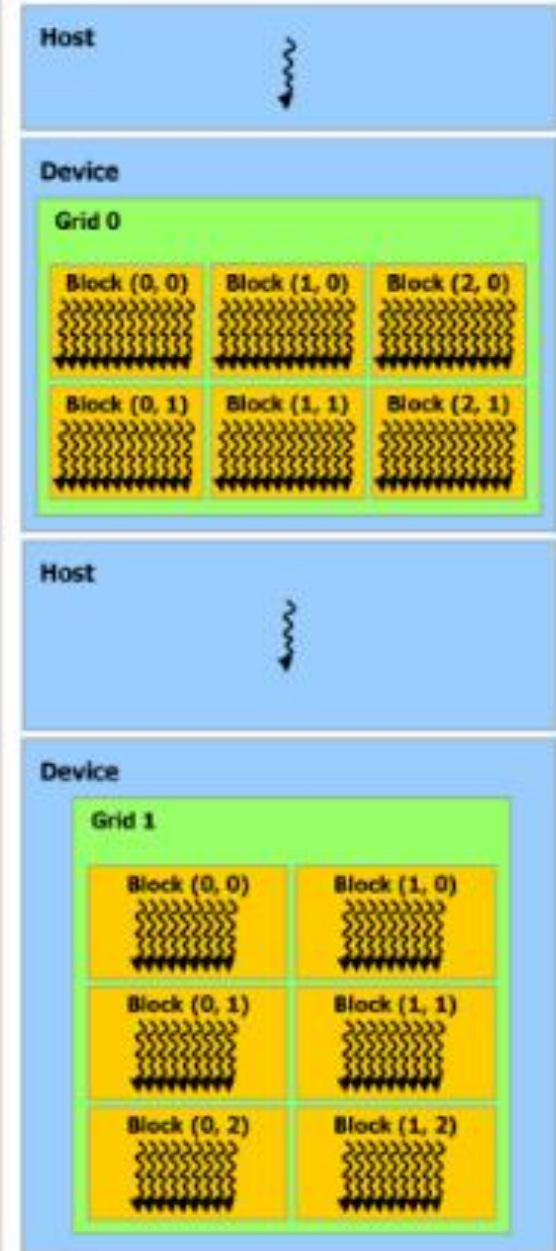 Host
Device
Grid 0
Block (0, 0) Block (1, 0) Block (2, 0)
Block (0, 1) Block (1, 1) Block (2, 1)
Host
Device
Grid 1
Block (0, 0) Block (1, 0)
Block (0, 1) Block (1, 1)
Block (0, 2) Block (1, 2)